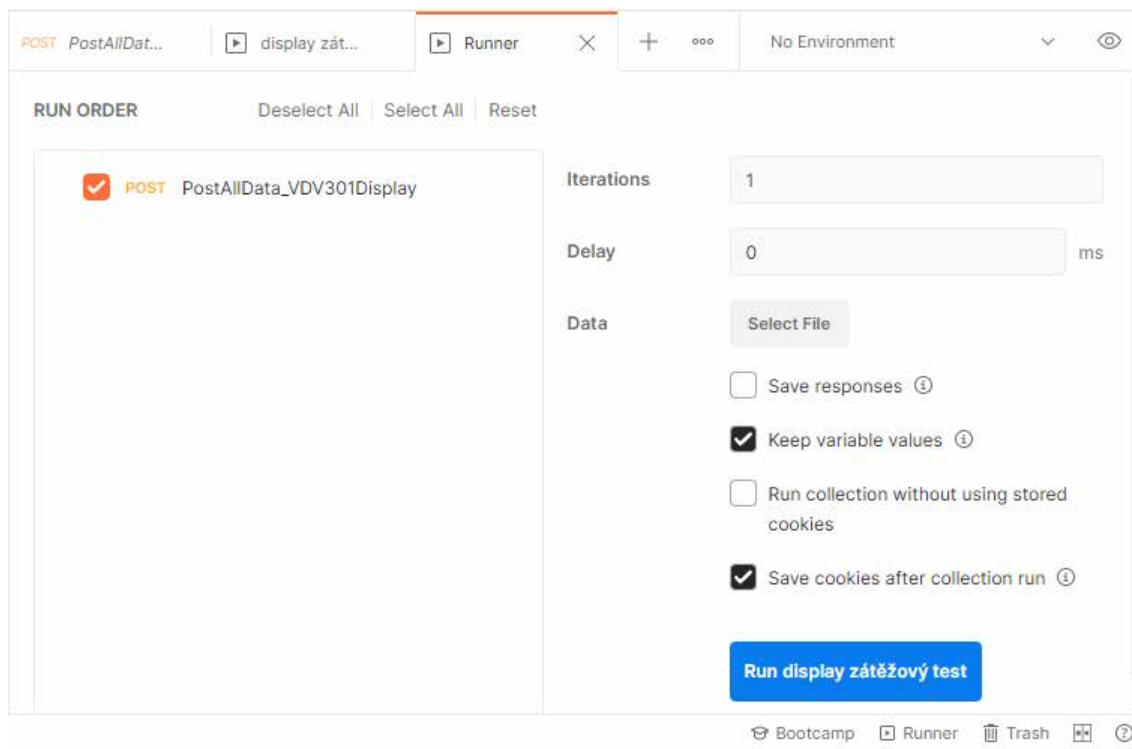 POST PostAllDat... display zát... Runner No Environment
RUN ORDER Deselect All Select All Reset
POST PostAllData_VDV301Display
Iterations 1
Delay 0 ms
Data Select File
Save responses
Keep variable values
Run collection without using stored
cookies
Save cookies after collection run
Run display zátěžový test
Bootcamp Runner Trash